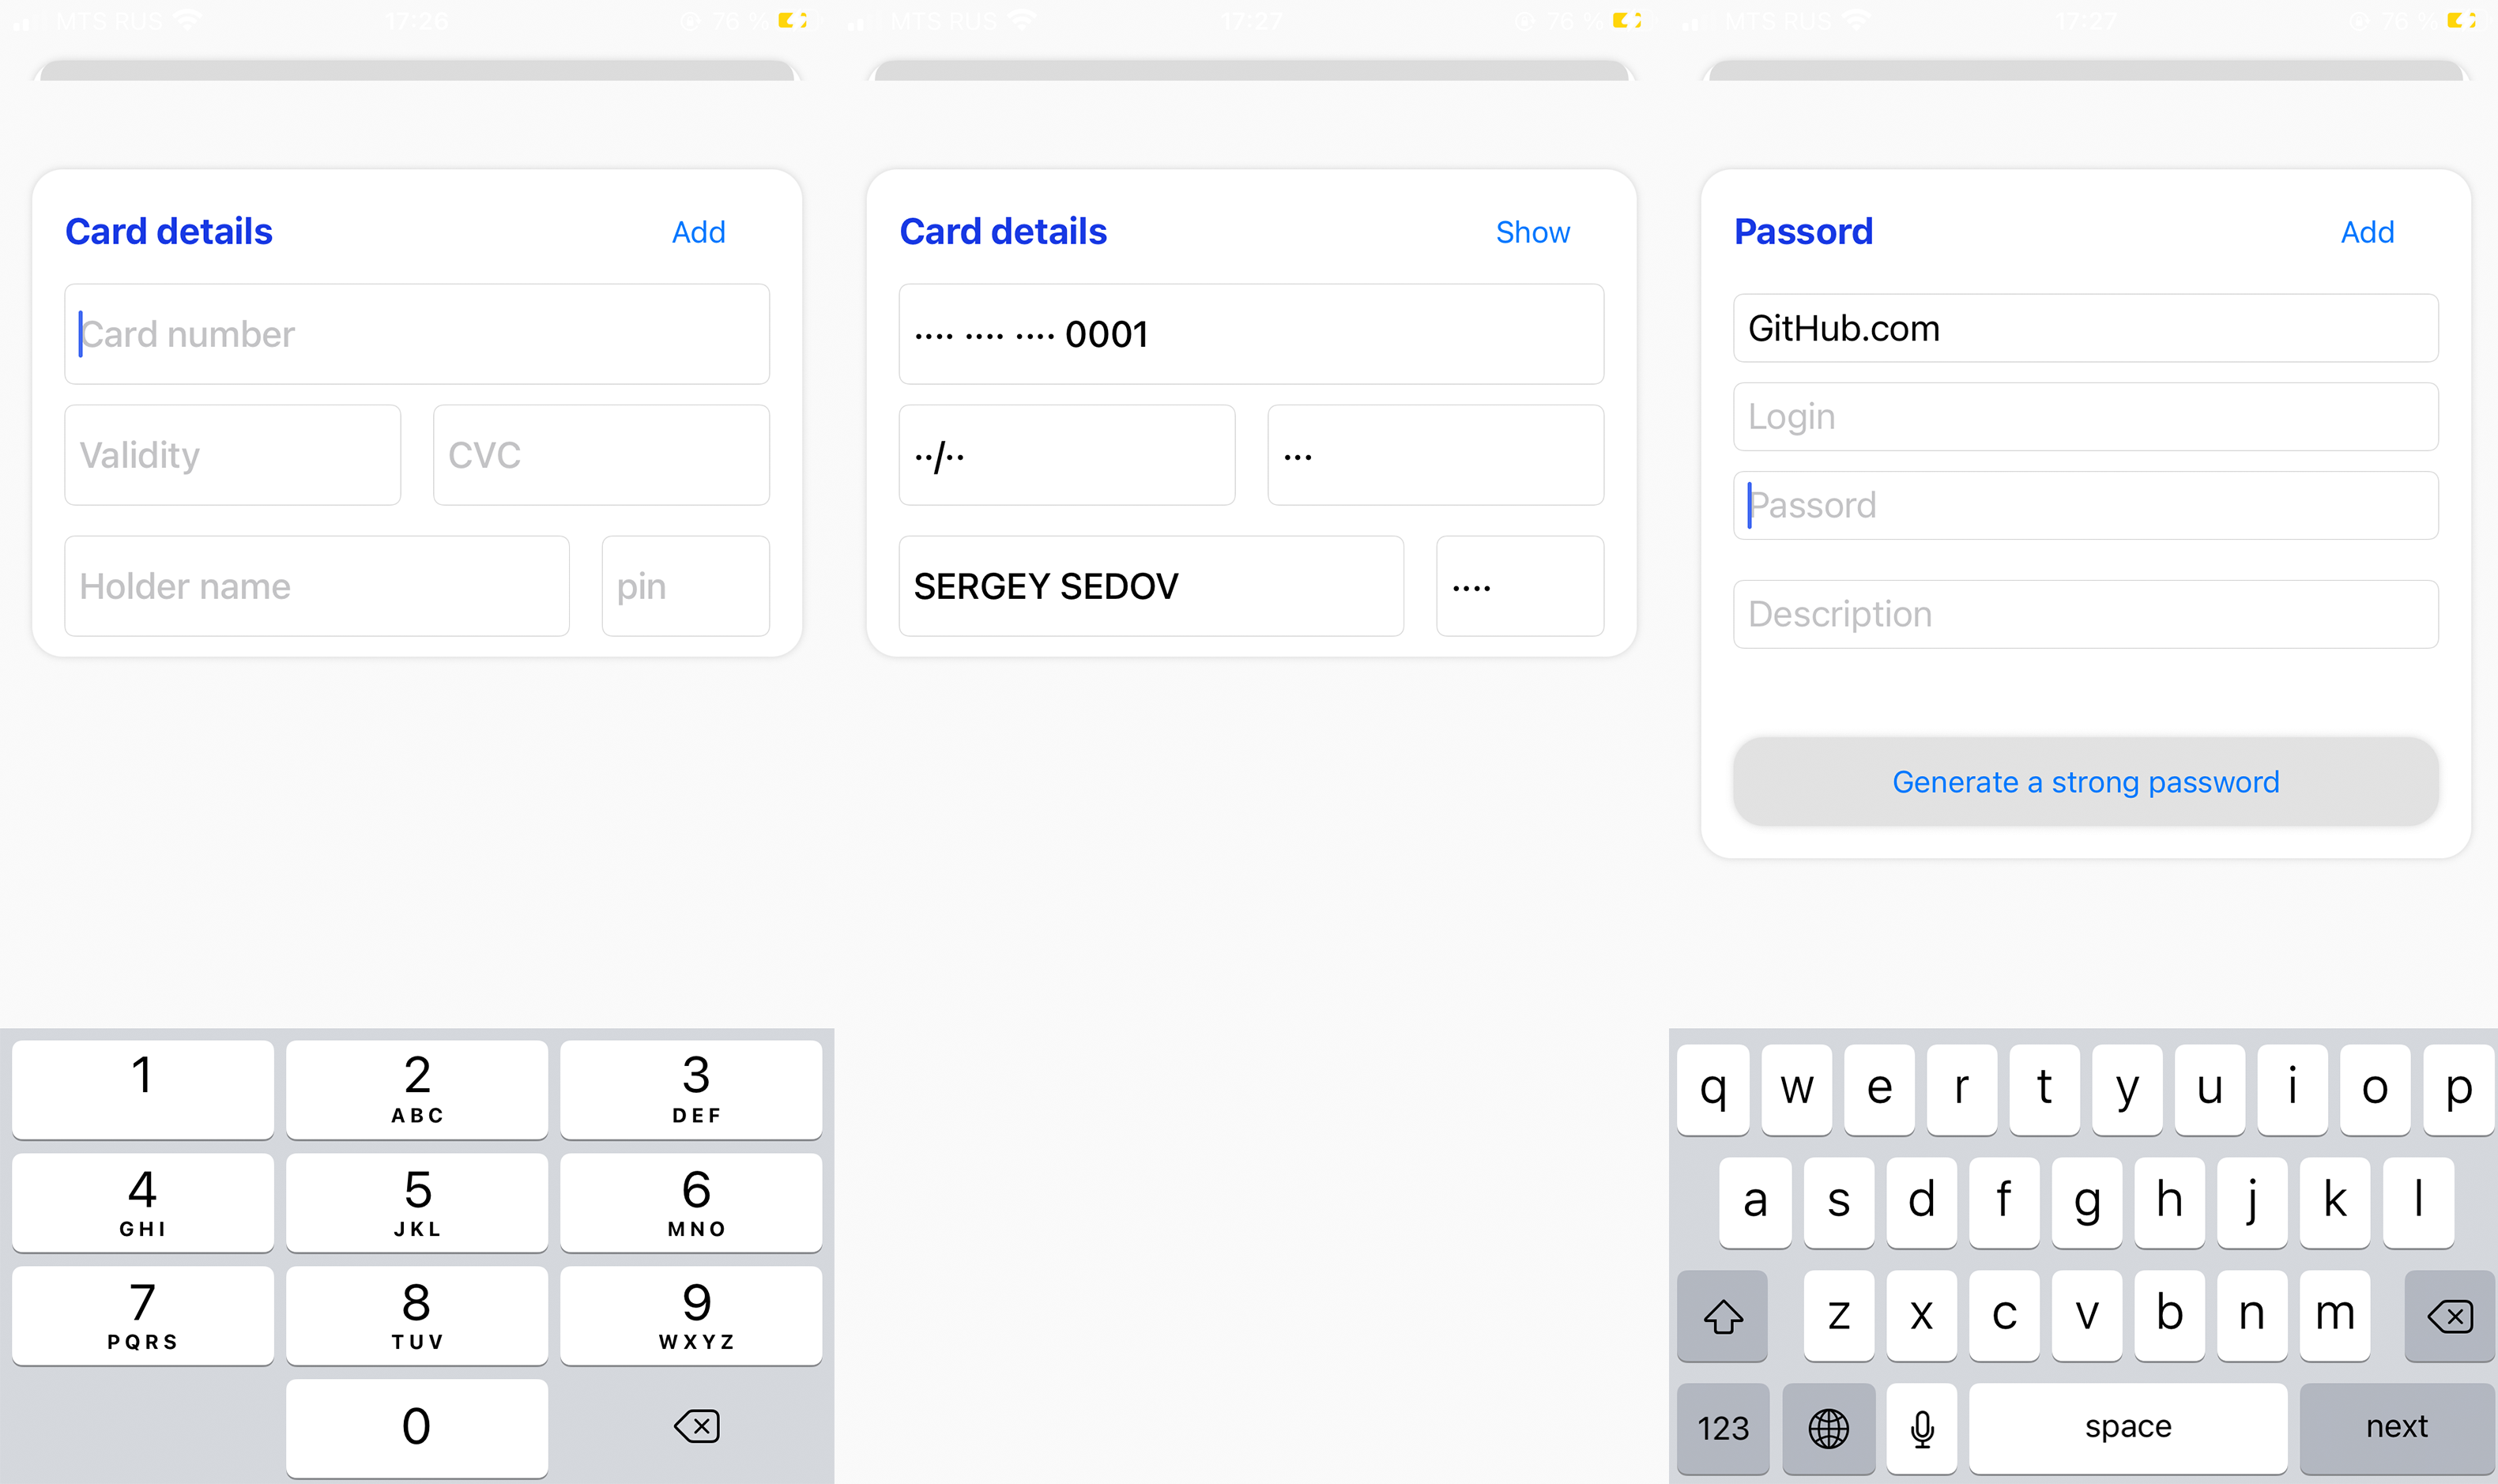 MTS RUS 17:26 76 %
Card details Add
Card number
Validity CVC
Holder name pin
1
2 ABC
3 DEF
4 GHI
5 JKL
6 MNO
7 PQRS
8 TUV
9 WXYZ
0
MTS RUS 17:27 76 %
Card details Show
···· ···· ···· 0001
··/·· ···
SERGEY SEDOV ····
MTS RUS 17:27 76 %
Passord Add
GitHub.com
Login
Passord
Description
Generate a strong password
q w e r t y u i o p
a s d f g h j k l
z x c v b n m
123 space next